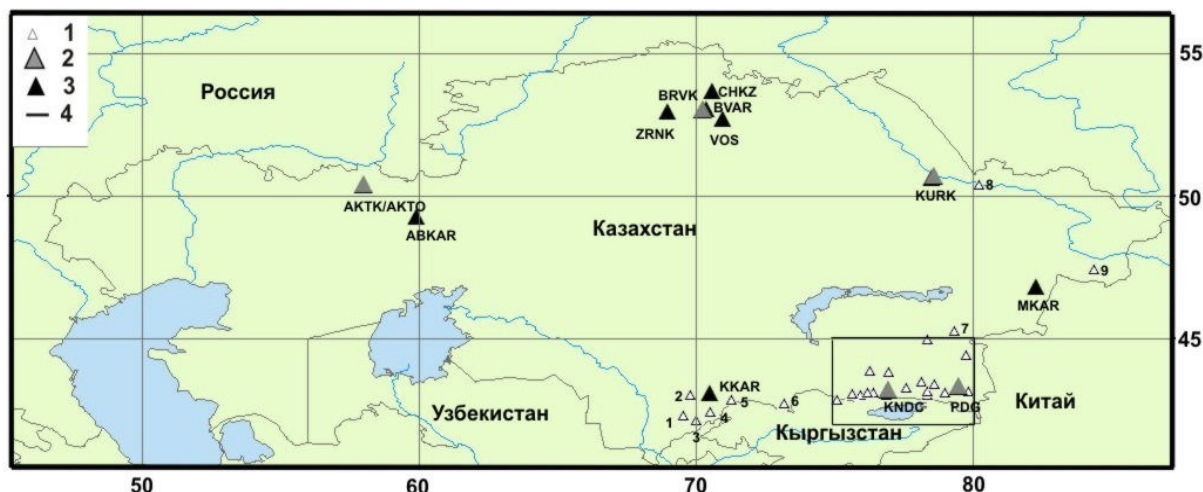 1
2
3
4
55
Россия
BRVK
CHKZ
BVAR
ZRNK
VOS
50
AKTK/AKTO
KURK
8
ABKAR
Казахстан
9
MKAR
45
7
2
KKAR
5
6
1
4
3
Узбекистан
KNDC
PDG
Китай
Кыргызстан
50
60
70
80